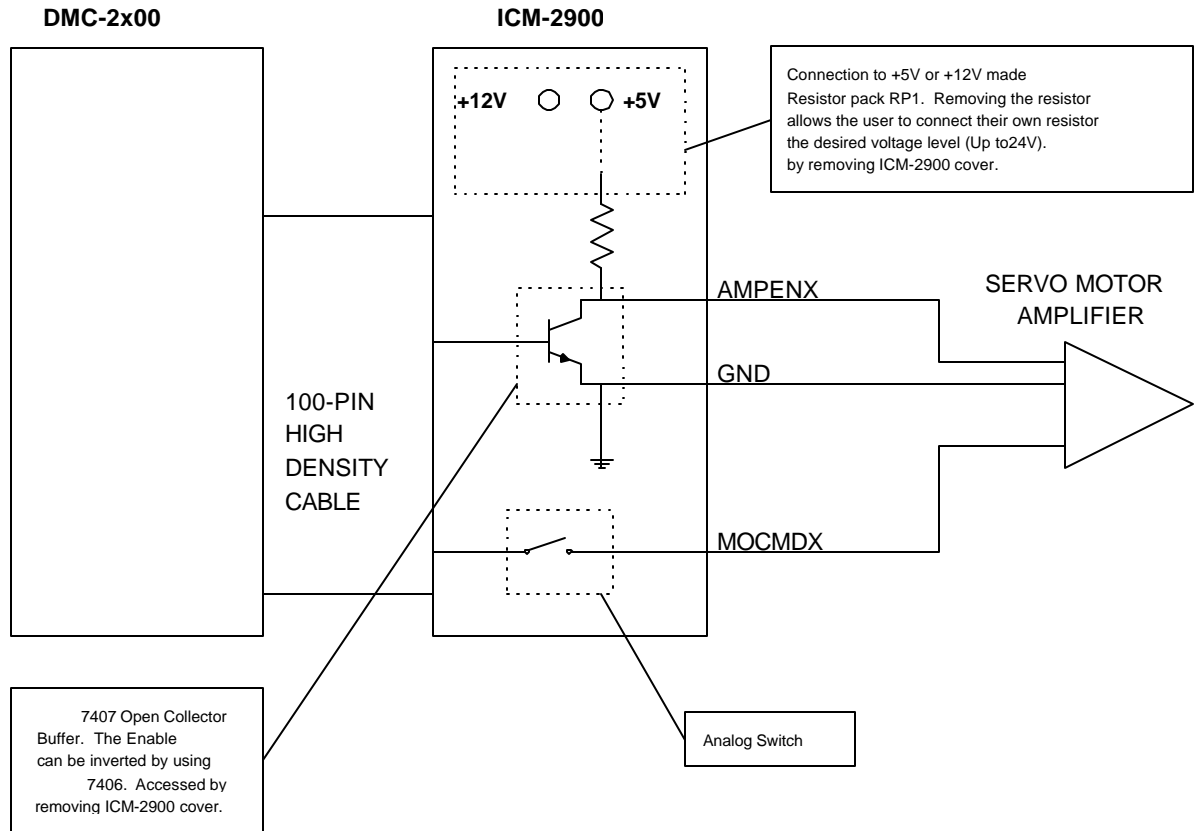 DMC-2x00
ICM-2900
+12V
+5V
Connection to +5V or +12V made
Resistor pack RP1. Removing the resistor
allows the user to connect their own resistor
the desired voltage level (Up to24V).
by removing ICM-2900 cover.
AMPENX
SERVO MOTOR
AMPLIFIER
GND
100-PIN
HIGH
DENSITY
CABLE
MOCMDX
7407 Open Collector
Buffer. The Enable
can be inverted by using
7406. Accessed by
removing ICM-2900 cover.
Analog Switch